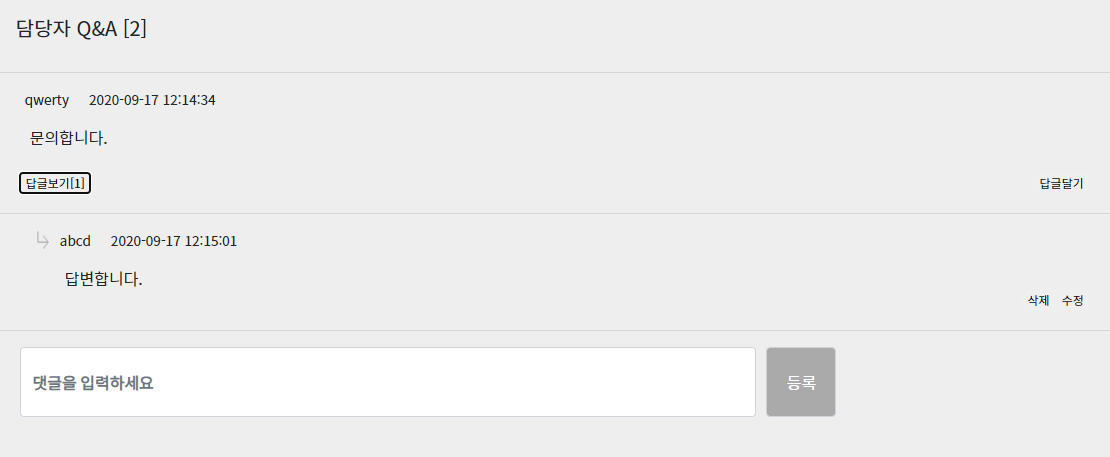 담당자 Q&A [2]
qwerty 2020-09-17 12:14:34
문의합니다.
답글보기[1] 답글달기
abcd 2020-09-17 12:15:01
답변합니다.
삭제 수정
댓글을 입력하세요 등록